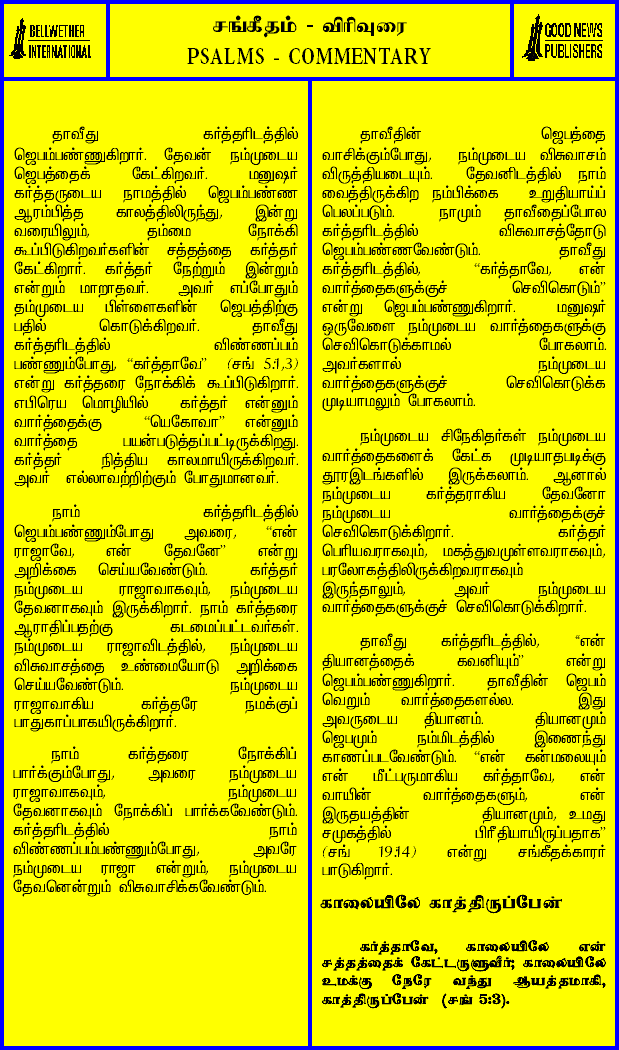 BELLWETHER
INTERNATIONAL
சங்கீதம் - விரிவுரை
PSALMS - COMMENTARY
GOOD NEWS
PUBLISHERS
தாவீது கர்த்தரிடத்தில்
ஜெபம்பண்ணுகிறார். தேவன் நம்முடைய
ஜெபத்தைக் கேட்கிறவர். மனுஷர்
கர்த்தருடைய நாமத்தில் ஜெபம்பண்ண
ஆரம்பித்த காலத்திலிருந்து, இன்று
வரையிலும், தம்மை நோக்கி
கூப்பிடுகிறவர்களின் சத்தத்தை கர்த்தர்
கேட்கிறார். கர்த்தர் நேற்றும் இன்றும்
என்றும் மாறாதவர். அவர் எப்போதும்
தம்முடைய பிள்ளைகளின் ஜெபத்திற்கு
பதில் கொடுக்கிறவர். தாவீது
கர்த்தரிடத்தில் விண்ணப்பம்
பண்ணும்போது, “கர்த்தாவே” (சங் 5:1,3)
என்று கர்த்தரை நோக்கிக் கூப்பிடுகிறார்.
எபிரெய மொழியில் கர்த்தர் என்னும்
வார்த்தைக்கு “யெகோவா” என்னும்
வார்த்தை பயன்படுத்தப்பட்டிருக்கிறது.
கர்த்தர் நித்திய காலமாயிருக்கிறவர்.
அவர் எல்லாவற்றிற்கும் போதுமானவர்.
நாம் கர்த்தரிடத்தில்
ஜெபம்பண்ணும்போது அவரை, “என்
ராஜாவே, என் தேவனே” என்று
அறிக்கை செய்யவேண்டும். கர்த்தர்
நம்முடைய ராஜாவாகவும், நம்முடைய
தேவனாகவும் இருக்கிறார். நாம் கர்த்தரை
ஆராதிப்பதற்கு கடமைப்பட்டவர்கள்.
நம்முடைய ராஜாவிடத்தில், நம்முடைய
விசுவாசத்தை உண்மையோடு அறிக்கை
செய்யவேண்டும். நம்முடைய
ராஜாவாகிய கர்த்தரே நமக்குப்
பாதுகாப்பாகயிருக்கிறார்.
நாம் கர்த்தரை நோக்கிப்
பார்க்கும்போது, அவரை நம்முடைய
ராஜாவாகவும், நம்முடைய
தேவனாகவும் நோக்கிப் பார்க்கவேண்டும்.
கர்த்தரிடத்தில் நாம்
விண்ணப்பம்பண்ணும்போது, அவரே
நம்முடைய ராஜா என்றும், நம்முடைய
தேவனென்றும் விசுவாசிக்கவேண்டும்.
தாவீதின் ஜெபத்தை
வாசிக்கும்போது, நம்முடைய விசுவாசம்
விருத்தியடையும். தேவனிடத்தில் நாம்
வைத்திருக்கிற நம்பிக்கை உறுதியாய்ப்
பெலப்படும். நாமும் தாவீதைப்போல
கர்த்தரிடத்தில் விசுவாசத்தோடு
ஜெபம்பண்ணவேண்டும். தாவீது
கர்த்தரிடத்தில், “கர்த்தாவே, என்
வார்த்தைகளுக்குச் செவிகொடும்”
என்று ஜெபம்பண்ணுகிறார். மனுஷர்
ஒருவேளை நம்முடைய வார்த்தைகளுக்கு
செவிகொடுக்காமல் போகலாம்.
அவர்களால் நம்முடைய
வார்த்தைகளுக்குச் செவிகொடுக்க
முடியாமலும் போகலாம்.
நம்முடைய சிநேகிதர்கள் நம்முடைய
வார்த்தைகளைக் கேட்க முடியாதபடிக்கு
தூரஇடங்களில் இருக்கலாம். ஆனால்
நம்முடைய கர்த்தராகிய தேவனோ
நம்முடைய வார்த்தைக்குச்
செவிகொடுக்கிறார். கர்த்தர்
பெரியவராகவும், மகத்துவமுள்ளவராகவும்,
பரலோகத்திலிருக்கிறவராகவும்
இருந்தாலும், அவர் நம்முடைய
வார்த்தைகளுக்குச் செவிகொடுக்கிறார்.
தாவீது கர்த்தரிடத்தில், “என்
தியானத்தைக் கவனியும்” என்று
ஜெபம்பண்ணுகிறார். தாவீதின் ஜெபம்
வெறும் வார்த்தைகளல்ல. இது
அவருடைய தியானம். தியானமும்
ஜெபமும் நம்மிடத்தில் இணைந்து
காணப்படவேண்டும். “என் கன்மலையும்
என் மீட்பருமாகிய கர்த்தாவே, என்
வாயின் வார்த்தைகளும், என்
இருதயத்தின் தியானமும், உமது
சமுகத்தில் பிரீதியாயிருப்பதாக”
(சங் 19:14) என்று சங்கீதக்காரர்
பாடுகிறார்.
காலையிலே காத்திருப்பேன்
கர்த்தாவே, காலையிலே என்
சத்தத்தைக் கேட்டருளுவீர்; காலையிலே
உமக்கு நேரே வந்து ஆயத்தமாகி,
காத்திருப்பேன் (சங் 5:3).